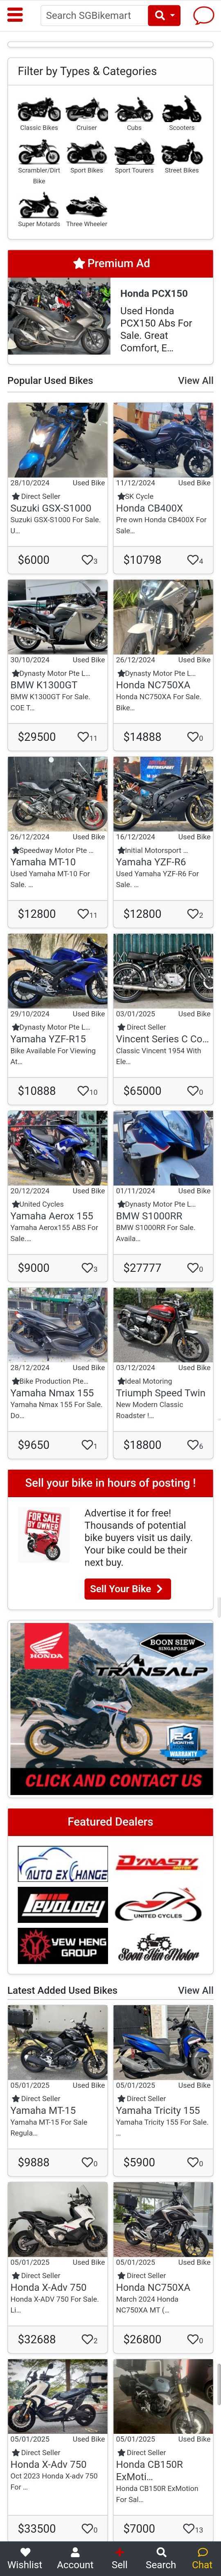 Search SGBikemart
Filter by Types & Categories
Classic Bikes
Cruiser
Cubs
Scooters
Scrambler/Dirt
Bike
Sport Bikes
Sport Tourers
Street Bikes
Super Motards
Three Wheeler
Premium Ad
Honda PCX150
Used Honda
PCX150 Abs For
Sale. Great
Comfort, E…
Popular Used Bikes
View All
28/10/2024 Used Bike
Direct Seller
Suzuki GSX-S1000
Suzuki GSX-S1000 For Sale.
U…
$6000 3
11/12/2024 Used Bike
SK Cycle
Honda CB400X
Pre own Honda CB400X For
Sale…
$10798 4
30/10/2024 Used Bike
Dynasty Motor Pte L…
BMW K1300GT
BMW K1300GT For Sale.
COE T…
$29500 11
26/12/2024 Used Bike
Dynasty Motor Pte L…
Honda NC750XA
Honda NC750XA For Sale.
Bike…
$14888 0
26/12/2024 Used Bike
Speedway Motor Pte …
Yamaha MT-10
Used Yamaha MT-10 For
Sale. …
$12800 11
16/12/2024 Used Bike
Initial Motorsport …
Yamaha YZF-R6
Used Yamaha YZF-R6 For
Sale. …
$12800 2
29/10/2024 Used Bike
Dynasty Motor Pte L…
Yamaha YZF-R15
Bike Available For Viewing
At…
$10888 10
03/01/2025 Used Bike
Direct Seller
Vincent Series C Co…
Classic Vincent 1954 With
Ele…
$65000 0
20/12/2024 Used Bike
United Cycles
Yamaha Aerox 155
Yamaha Aerox155 ABS For
Sale.…
$9000 3
01/11/2024 Used Bike
Dynasty Motor Pte L…
BMW S1000RR
BMW S1000RR For Sale.
Availa…
$27777 0
28/12/2024 Used Bike
Bike Production Pte…
Yamaha Nmax 155
Yamaha Nmax 155 For Sale.
Do…
$9650 1
03/12/2024 Used Bike
Ideal Motoring
Triumph Speed Twin
New Modern Classic
Roadster !…
$18800 6
Sell your bike in hours of posting !
FOR SALE
BY OWNER
Advertise it for free!
Thousands of potential
bike buyers visit us daily.
Your bike could be their
next buy.
Sell Your Bike
HONDA
BOON SIEW
SINGAPORE
TRANSALP
24
MONTHS
WARRANTY
CLICK AND CONTACT US
Featured Dealers
AUTO EXCHANGE
DYNASTY
MOTOR
Revology
UNITED CYCLES
YEW HENG
GROUP
Soon Him Motor
Latest Added Used Bikes
View All
05/01/2025 Used Bike
Direct Seller
Yamaha MT-15
Yamaha MT-15 For Sale
Regula…
$9888 0
05/01/2025 Used Bike
Direct Seller
Yamaha Tricity 155
Yamaha Tricity 155 For Sale.
…
$5900 0
05/01/2025 Used Bike
Direct Seller
Honda X-Adv 750
Honda X-ADV 750 For Sale.
Li…
$32688 2
05/01/2025 Used Bike
Direct Seller
Honda NC750XA
March 2024 Honda
NC750XA MT (…
$26800 0
05/01/2025 Used Bike
Direct Seller
Honda X-Adv 750
Oct 2023 Honda X-adv 750
For …
$33500 0
05/01/2025 Used Bike
Direct Seller
Honda CB150R
ExMoti…
Honda CB150R ExMotion
For Sal…
$7000 13
Wishlist
Account
Sell
Search
Chat